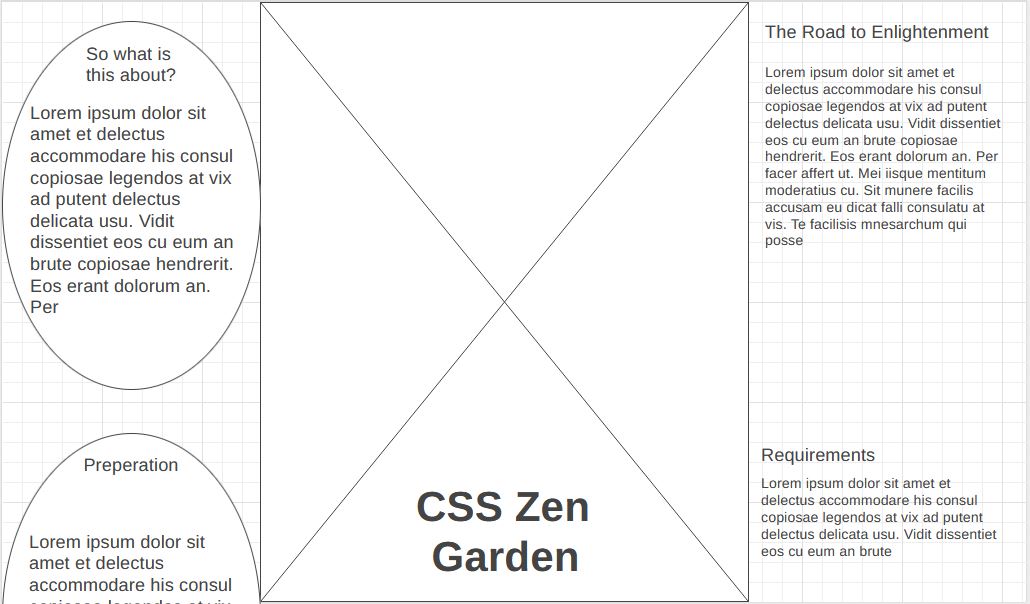 So what is
this about?
Lorem ipsum dolor sit
amet et delectus
accommodare his consul
copiosae legendos at vix
ad putent delectus
delicata usu. Vidit
dissentiet eos cu eum an
brute copiosae hendrerit.
Eos erant dolorum an.
Per
Preperation
Lorem ipsum dolor sit
amet et delectus
accommodare his consul
copiosae legendos at vix
CSS Zen
Garden
The Road to Enlightenment
Lorem ipsum dolor sit amet et
delectus accommodare his consul
copiosae legendos at vix ad putent
delectus delicata usu. Vidit dissentiet
eos cu eum an brute copiosae
hendrerit. Eos erant dolorum an. Per
facer affert ut. Mei iisque mentitum
moderatius cu. Sit munere facilis
accusam eu dicat falli consulatu at
vis. Te facilisis mnesarchum qui
posse
Requirements
Lorem ipsum dolor sit amet et
delectus accommodare his consul
copiosae legendos at vix ad putent
delectus delicata usu. Vidit dissentiet
eos cu eum an brute